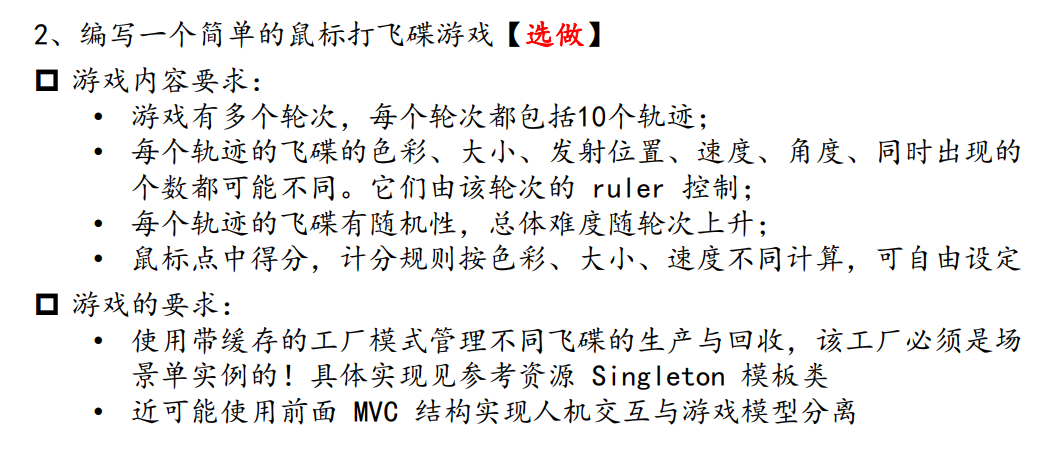 2、编写一个简单的鼠标打飞碟游戏【选做】
游戏内容要求：
• 游戏有多个轮次，每个轮次都包括10个轨迹；
• 每个轨迹的飞碟的色彩、大小、发射位置、速度、角度、同时出现的
个数都可能不同。它们由该轮次的 ruler 控制；
• 每个轨迹的飞碟有随机性，总体难度随轮次上升；
• 鼠标点中得分，计分规则按色彩、大小、速度不同计算，可自由设定
游戏的要求：
• 使用带缓存的工厂模式管理不同飞碟的生产与回收，该工厂必须是场
景单实例的！具体实现见参考资源 Singleton 模板类
• 近可能使用前面 MVC 结构实现人机交互与游戏模型分离